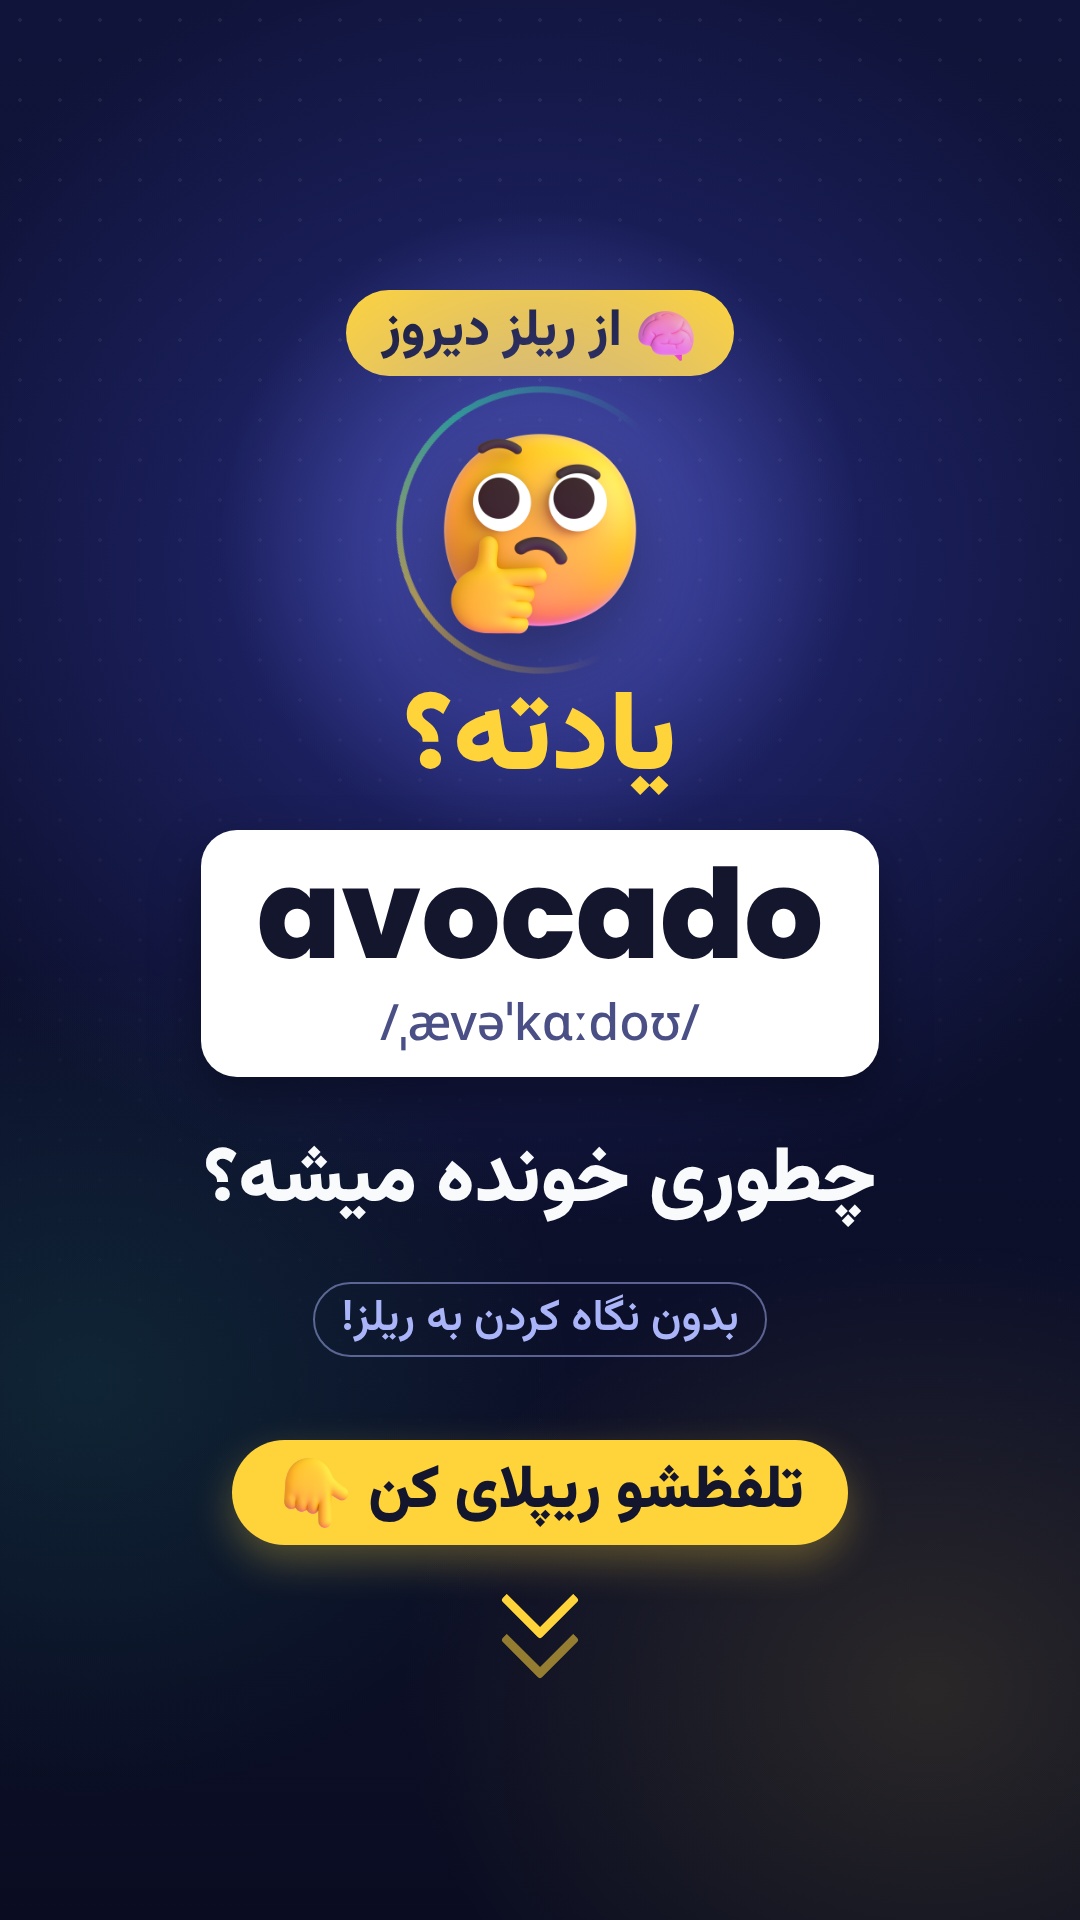 🧠 از ریلز دیروز
یادته؟
avocado
/ˌævəˈkɑːdoʊ/
چطوری خونده میشه؟
بدون نگاه کردن به ریلز!
تلفظشو ریپلای کن 👇